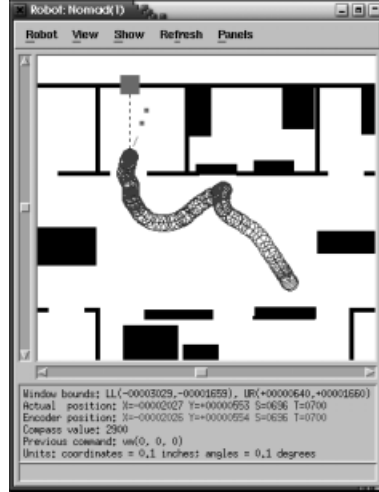 Robot: Nomad(1)
Robot View Show Refresh Panels
Window bounds: LL(-00003029,-00001659), UR(+00000640,+00001660)
Actual position: X=-00002027 Y=+00000553 S=0696 T=0700
Encoder position: X=-00002026 Y=+00000554 S=0696 T=0700
Compass value: 2900
Previous command: vm(0, 0, 0)
Units: coordinates = 0.1 inches; angles = 0.1 degrees